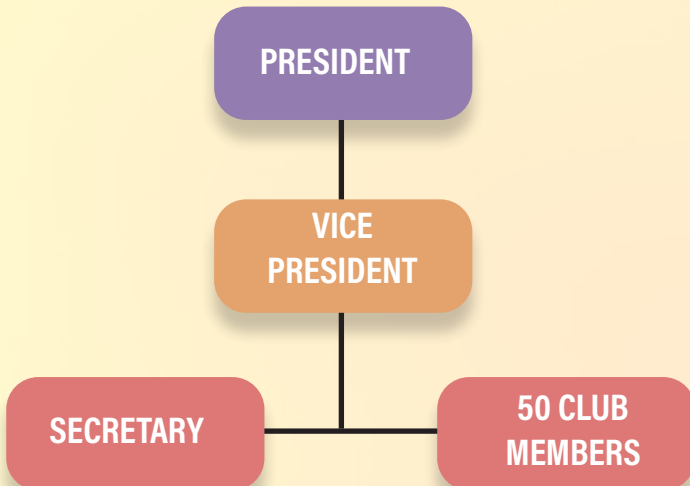 PRESIDENT
VICE
PRESIDENT
SECRETARY
50 CLUB
MEMBERS